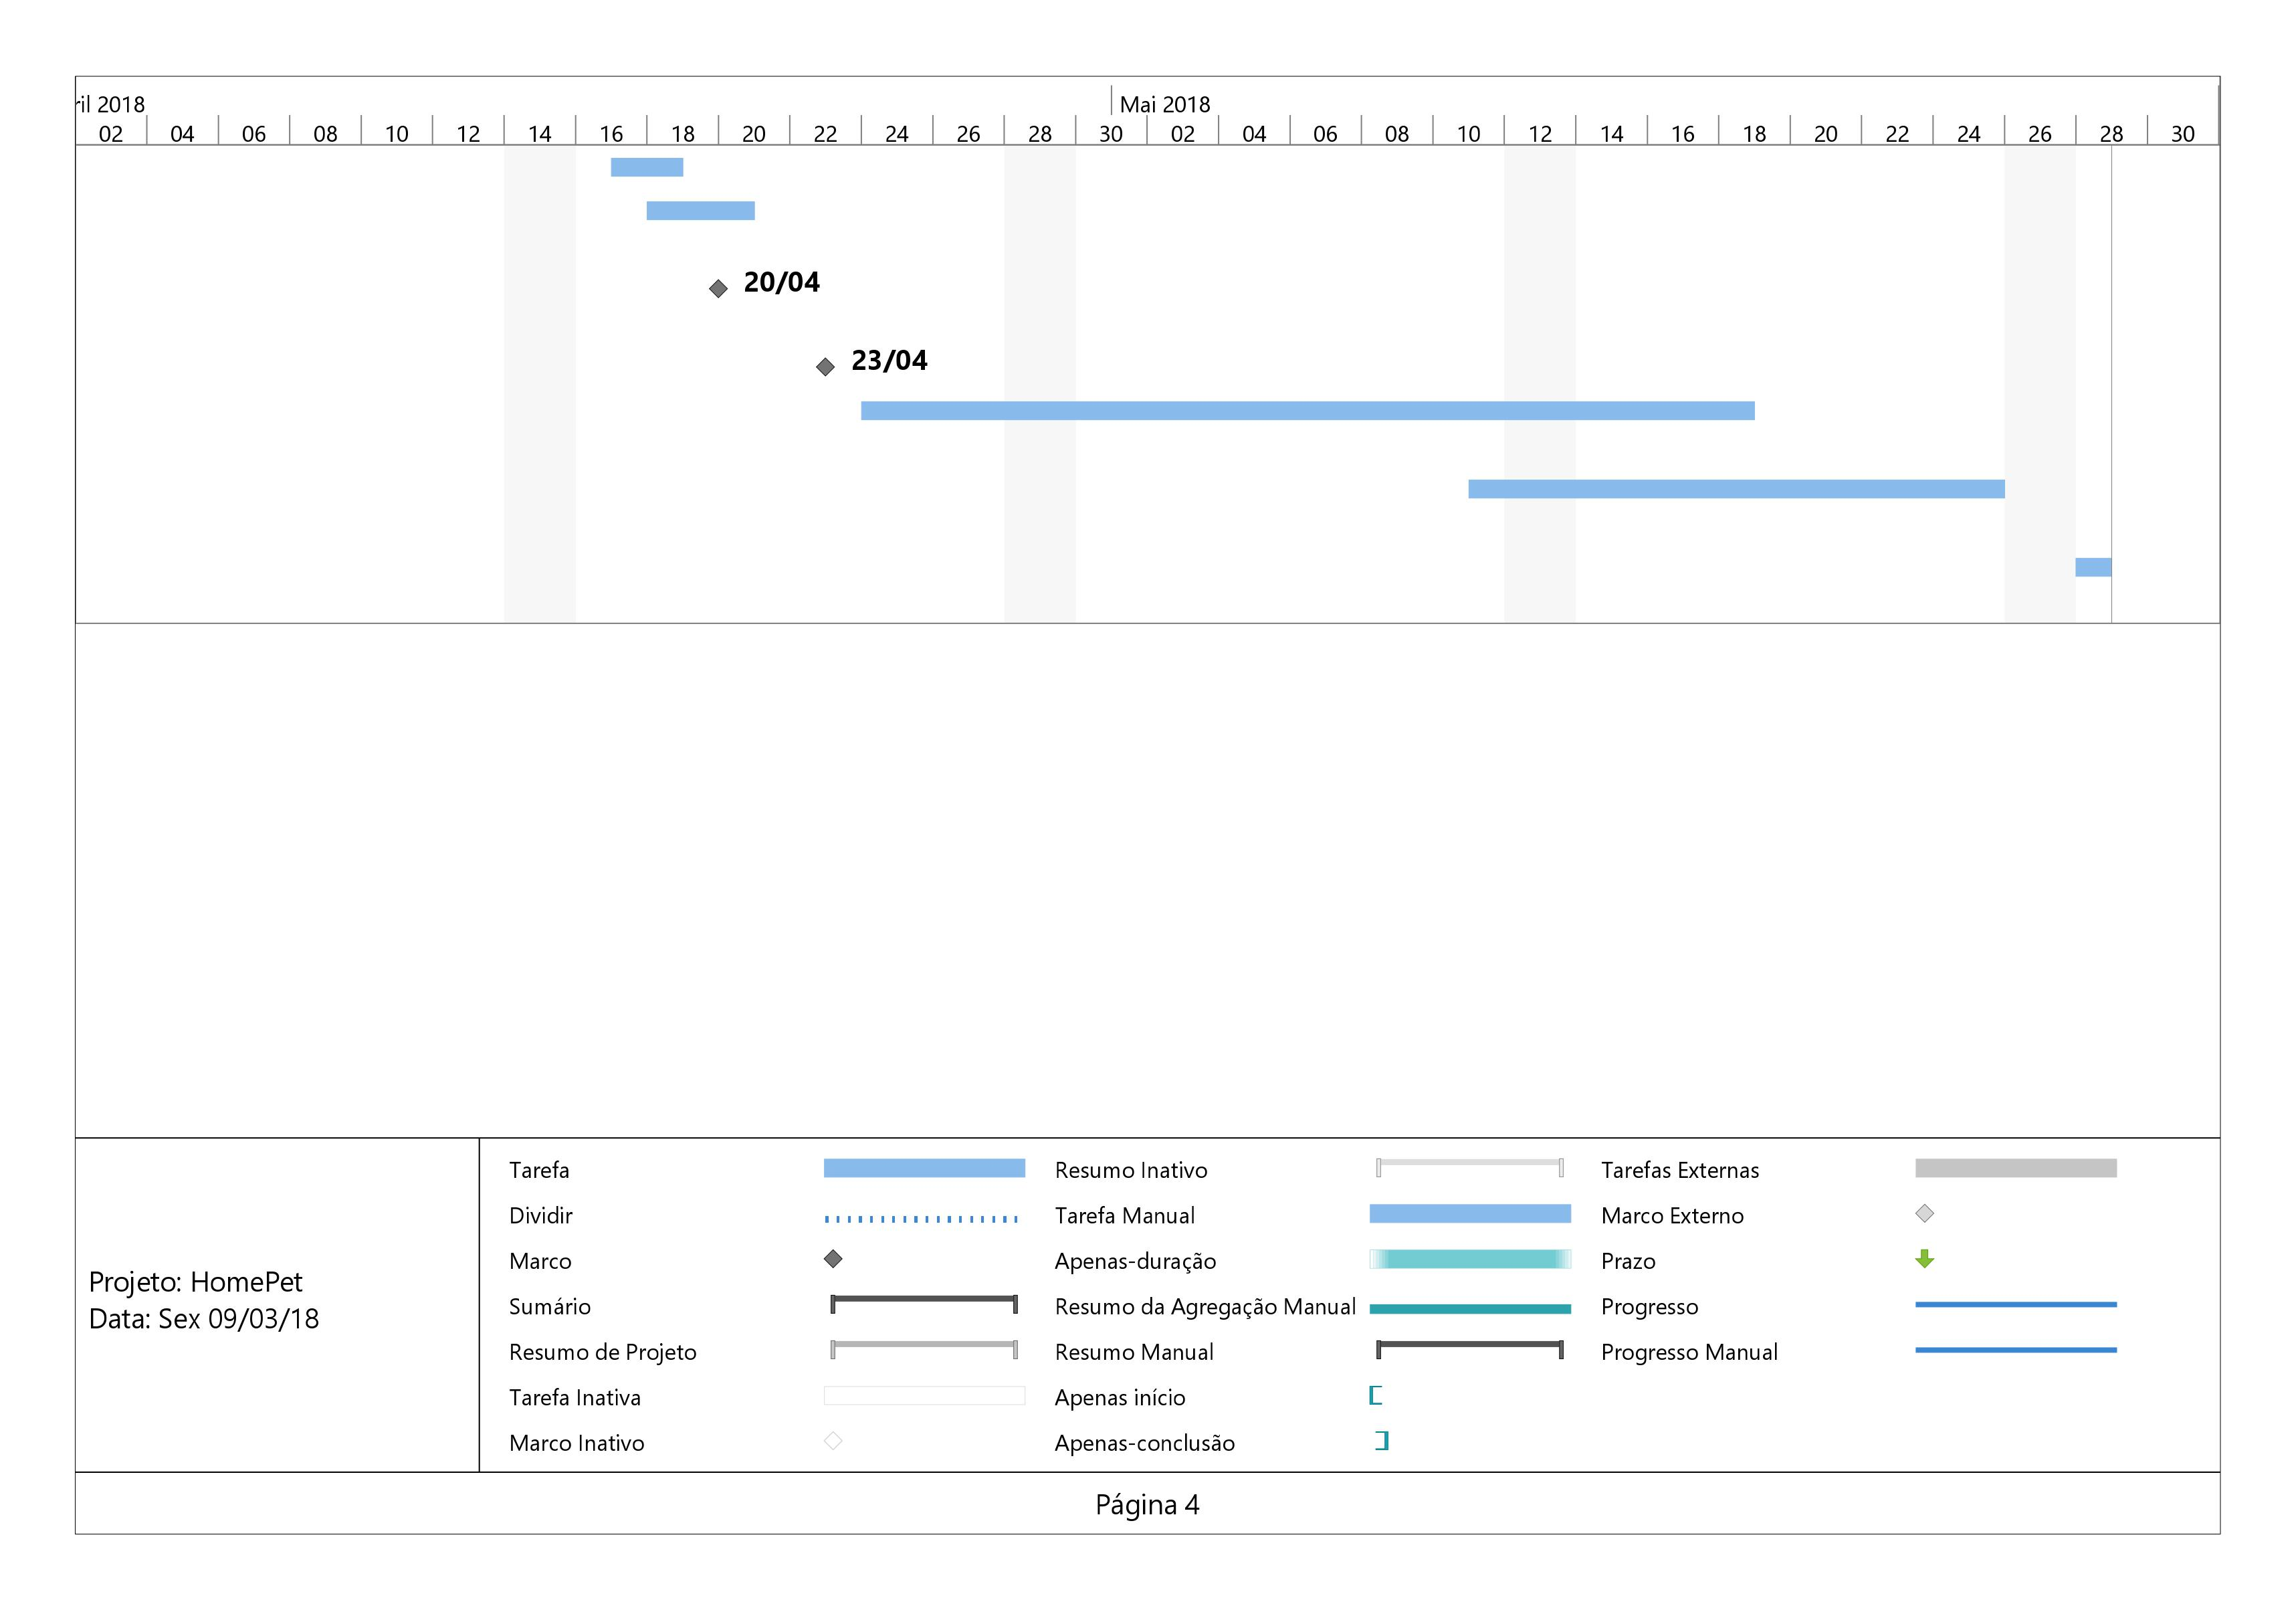 ril 2018 Mai 2018
02 04 06 08 10 12 14 16 18 20 22 24 26 28 30 02 04 06 08 10 12 14 16 18 20 22 24 26 28 30
20/04
23/04
Projeto: HomePet
Data: Sex 09/03/18
Tarefa
Dividir
Marco
Sumário
Resumo de Projeto
Tarefa Inativa
Marco Inativo
Resumo Inativo
Tarefa Manual
Apenas-duração
Resumo da Agregação Manual
Resumo Manual
Apenas início
Apenas-conclusão
Tarefas Externas
Marco Externo
Prazo
Progresso
Progresso Manual
Página 4